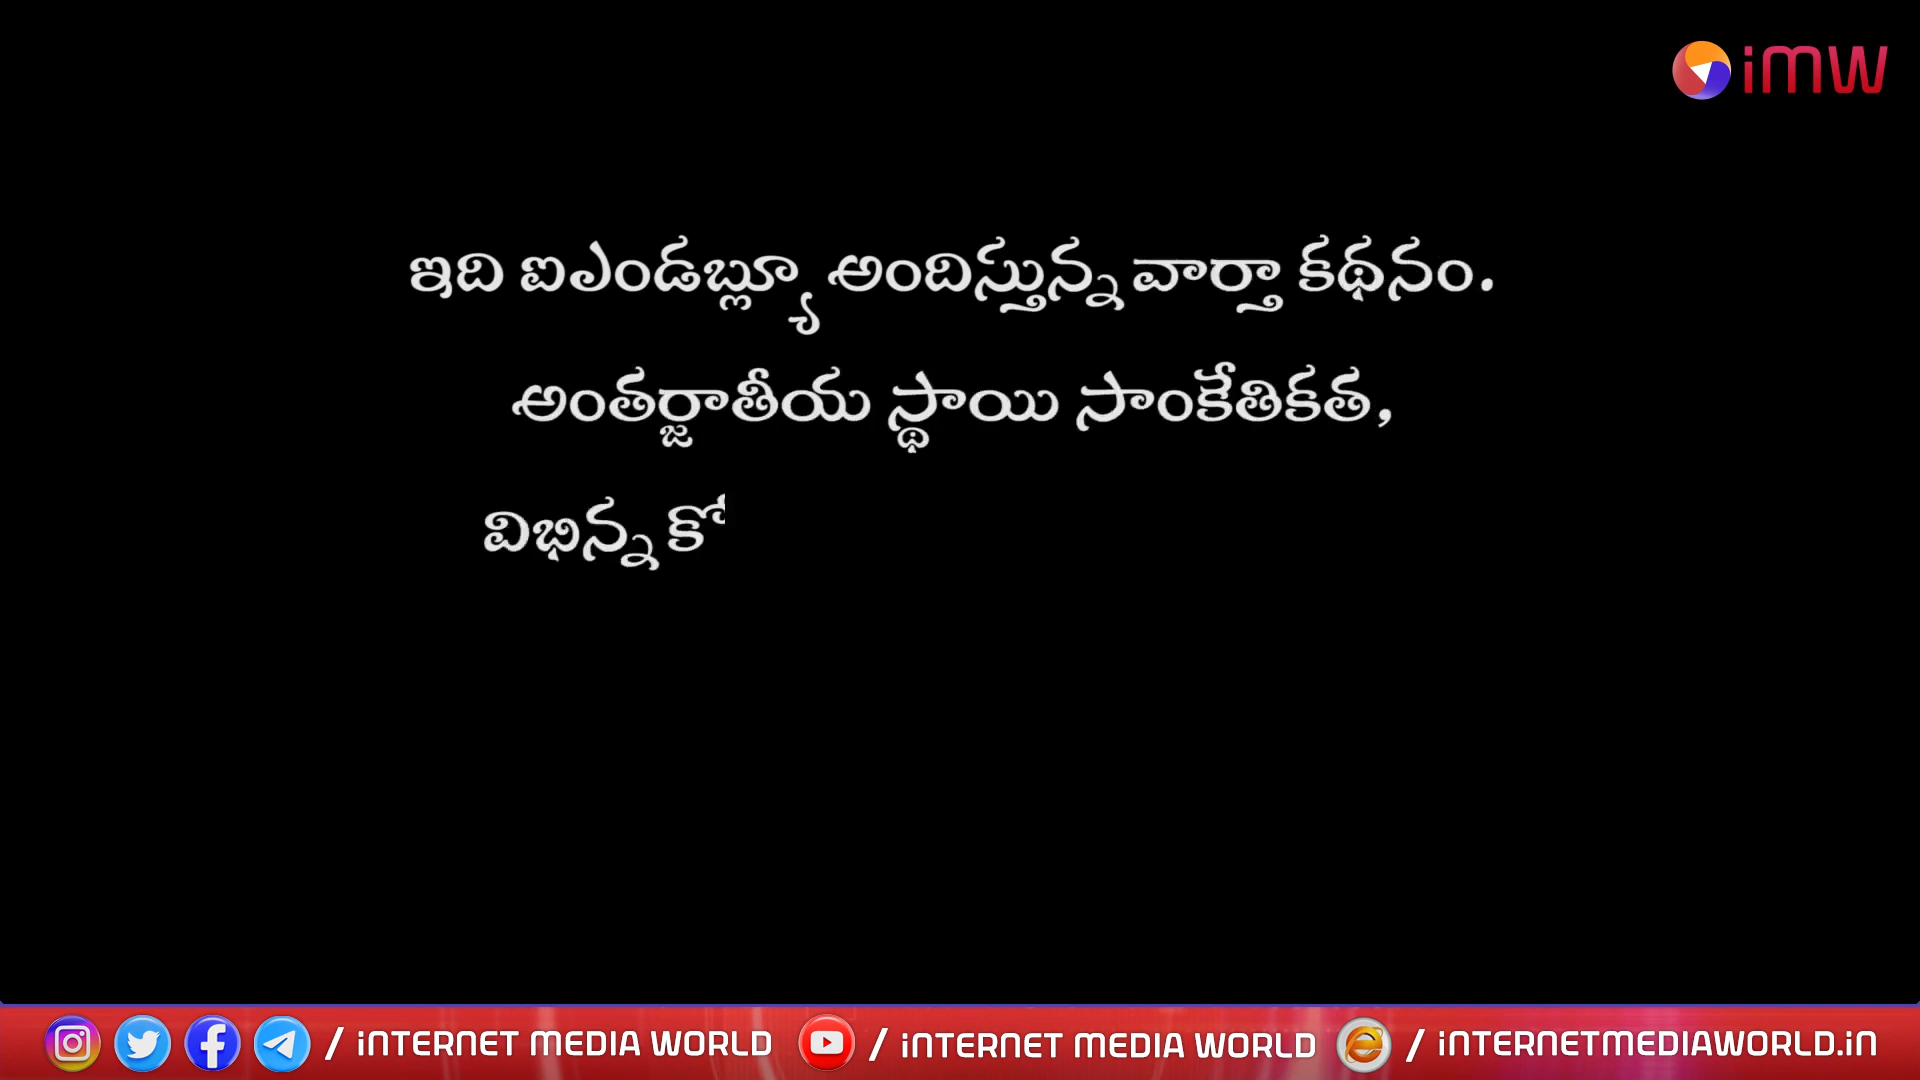 iMW
ఇది ఐఎండబ్ల్యూ అందిస్తున్న వార్తా కథనం.
అంతర్జాతీయ స్థాయి సాంకేతికత,
విభిన్న కో
/ iNTERNET MEDIA WORLD / iNTERNET MEDIA WORLD / iNTERNETMEDIAWORLD.iN